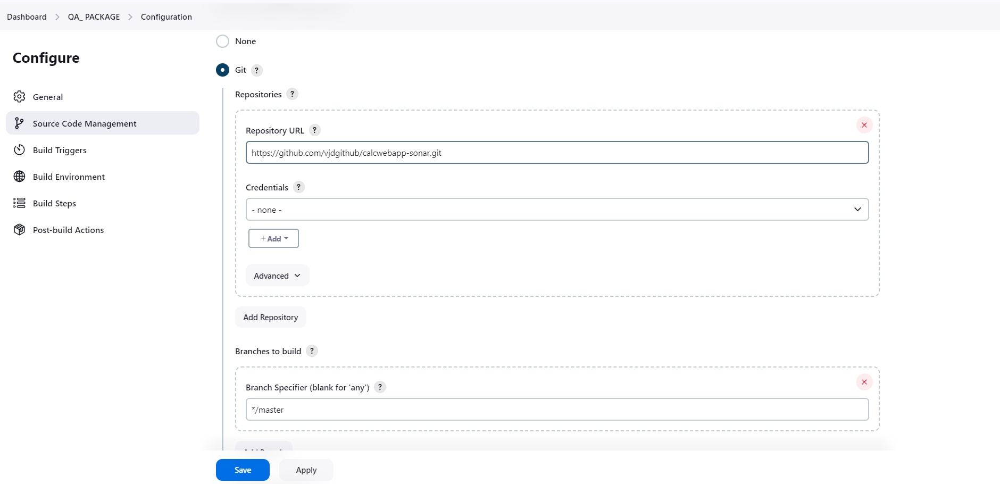 Dashboard > QA_ PACKAGE > Configuration
Configure
General
Source Code Management
Build Triggers
Build Environment
Build Steps
Post-build Actions
None
Git ?
Repositories ?
Repository URL ?
https://github.com/vjdgithub/calcwebapp-sonar.git
Credentials ?
- none -
+ Add
Advanced
Add Repository
Branches to build ?
Branch Specifier (blank for 'any') ?
*/master
Save
Apply